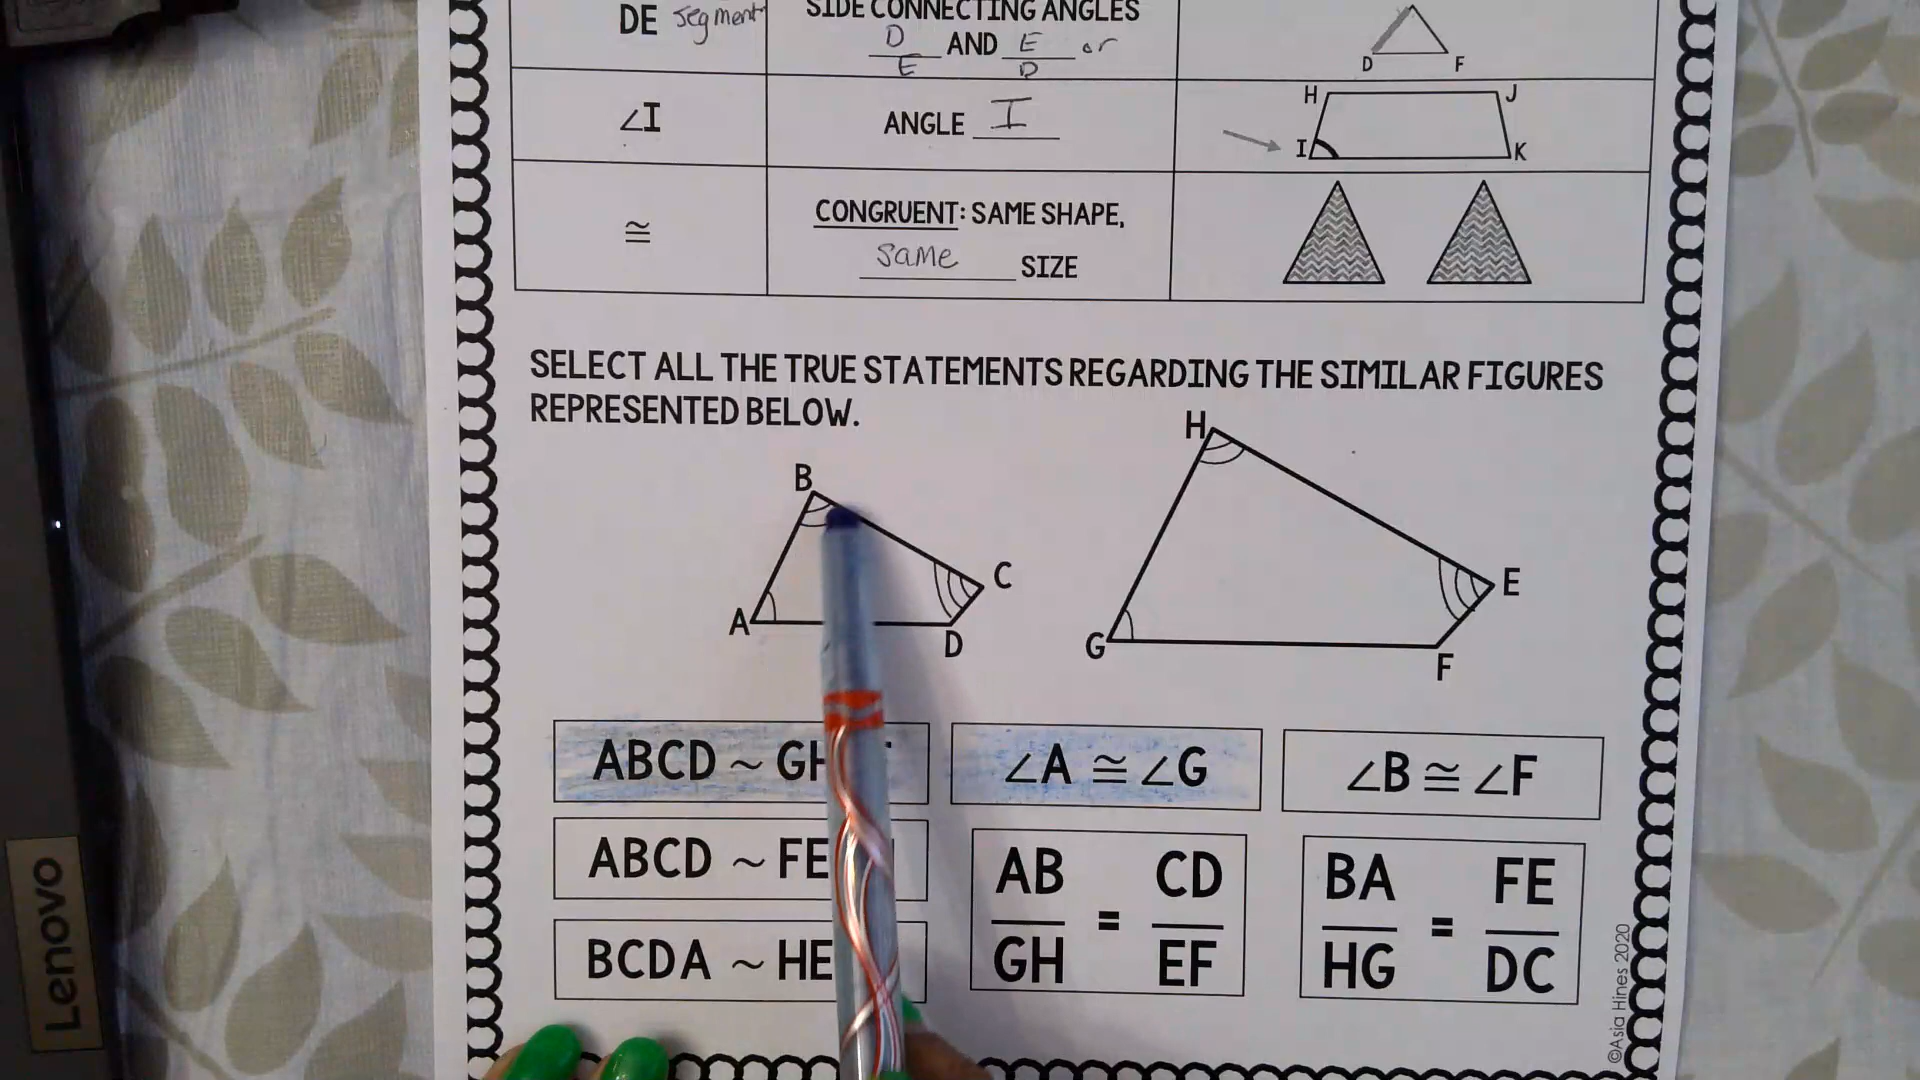 DE segment
SIDE CONNECTING ANGLES
D AND E or
E D
D F
∠I
ANGLE I
H J
I K
≅
CONGRUENT: SAME SHAPE,
same SIZE
SELECT ALL THE TRUE STATEMENTS REGARDING THE SIMILAR FIGURES
REPRESENTED BELOW.
B
C
A D
H
E
G F
ABCD ~ GH
∠A ≅ ∠G
∠B ≅ ∠F
ABCD ~ FE
AB/GH = CD/EF
BA/HG = FE/DC
BCDA ~ HE
©Asia Hines 2020
Lenovo